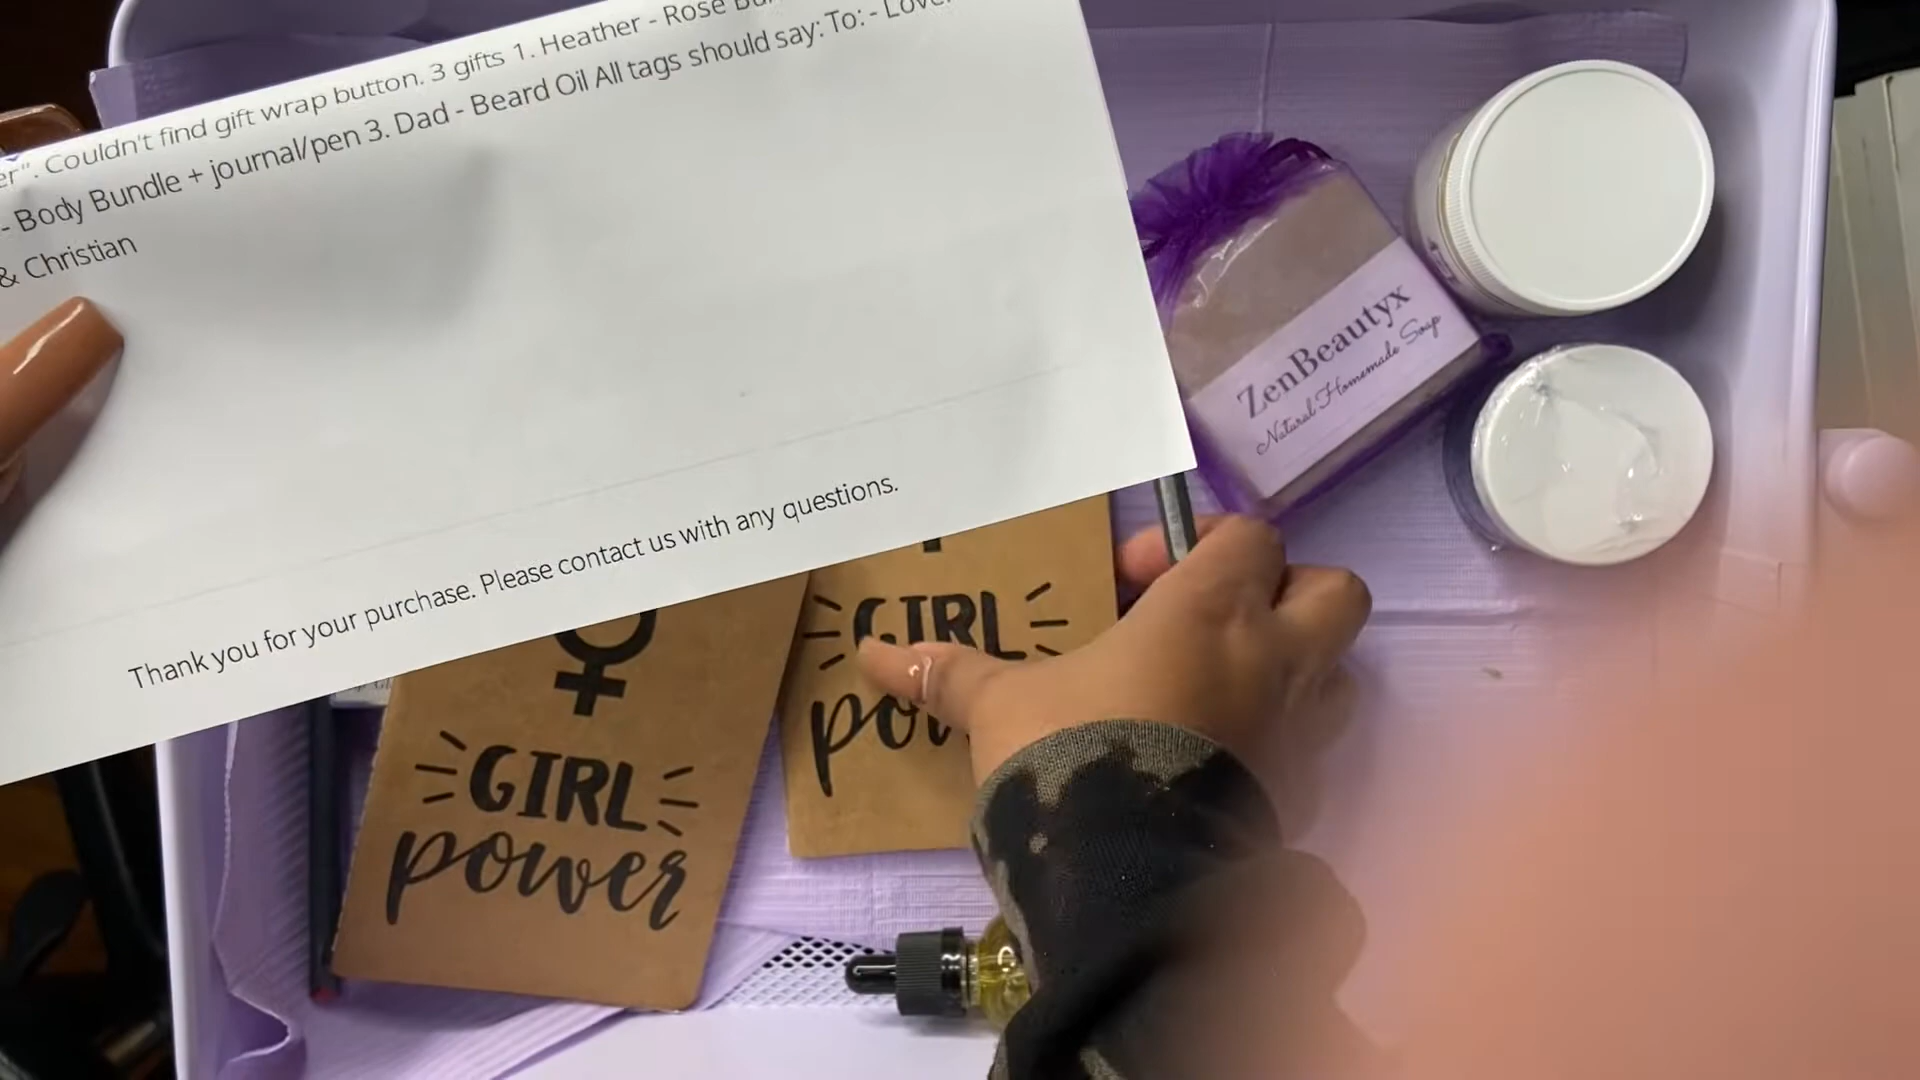 er". Couldn't find gift wrap button. 3 gifts 1. Heather - Rose
- Body Bundle + journal/pen 3. Dad - Beard Oil All tags should say: To: - Love
& Christian
Thank you for your purchase. Please contact us with any questions.
ZenBeautyx
Natural Homemade Soap
GIRL
GIRL
power